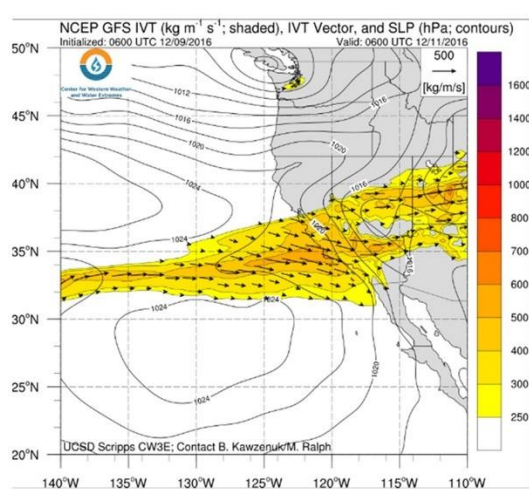 NCEP GFS IVT (kg m⁻¹ s⁻¹; shaded), IVT Vector, and SLP (hPa; contours)
Initialized: 0600 UTC 12/09/2016 Valid: 0600 UTC 12/11/2016
Center for Western Weather
and Water Extremes
500
[kg/m/s]
50°N
45°N
40°N
35°N
30°N
25°N
20°N
1012
1016
1020
1024
1024
1016
1020
1016
1020
1024
1024
1024
1020
1016
1600
1400
1200
1000
800
700
600
500
400
300
250
UCSD Scripps CW3E; Contact B. Kawzenuk/M. Ralph
140°W 135°W 130°W 125°W 120°W 115°W 110°W